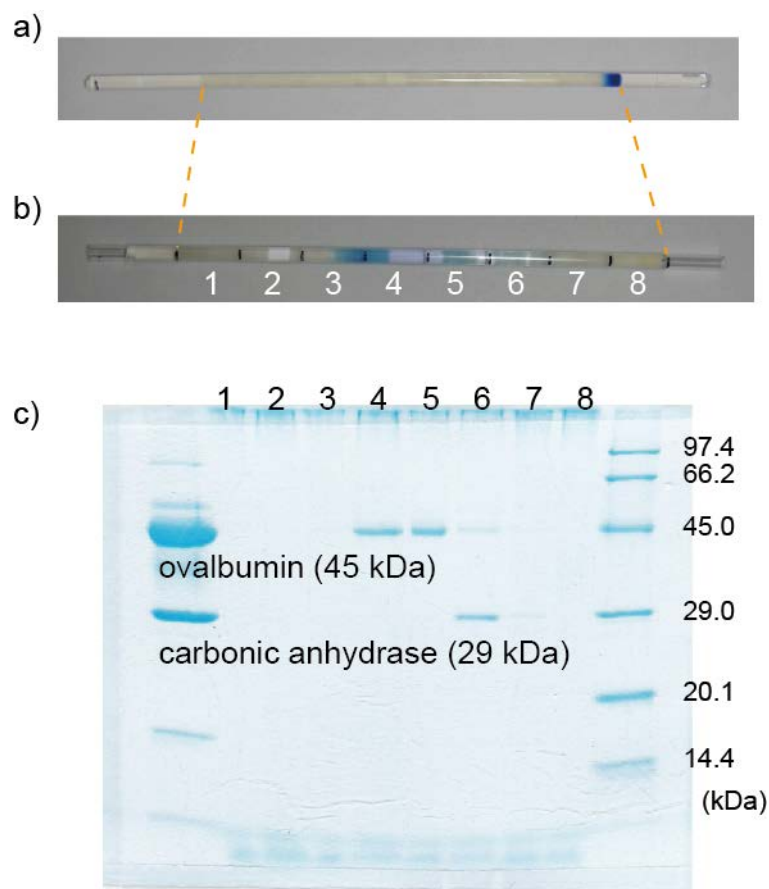 a)
b)
1 2 3 4 5 6 7 8
c)
1 2 3 4 5 6 7 8
97.4
66.2
45.0
ovalbumin (45 kDa)
29.0
carbonic anhydrase (29 kDa)
20.1
14.4
(kDa)